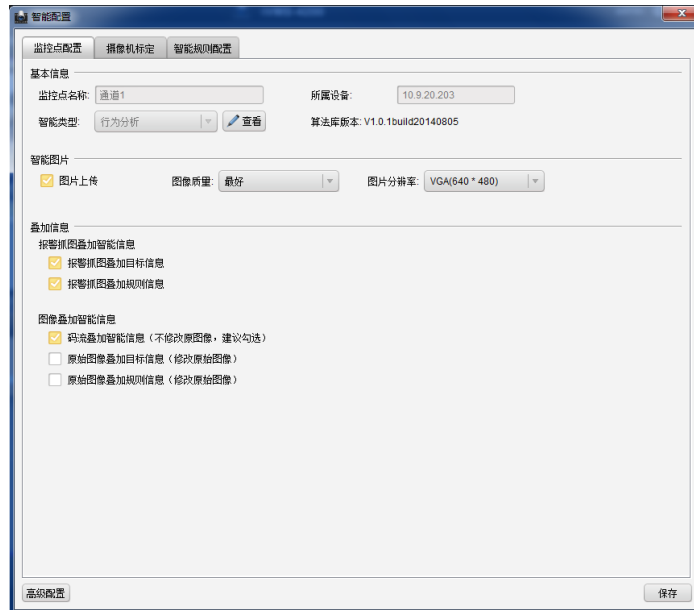 智能配置
监控点配置 摄像机标定 智能规则配置
基本信息
监控点名称: 通道1 所属设备: 10.9.20.203
智能类型: 行为分析 查看 算法库版本: V1.0.1build20140805
智能图片
图片上传 图像质量: 最好 图片分辨率: VGA(640 * 480)
叠加信息
报警抓图叠加智能信息
报警抓图叠加目标信息
报警抓图叠加规则信息
图像叠加智能信息
码流叠加智能信息（不修改原图像，建议勾选）
原始图像叠加目标信息（修改原始图像）
原始图像叠加规则信息（修改原始图像）
高级配置 保存